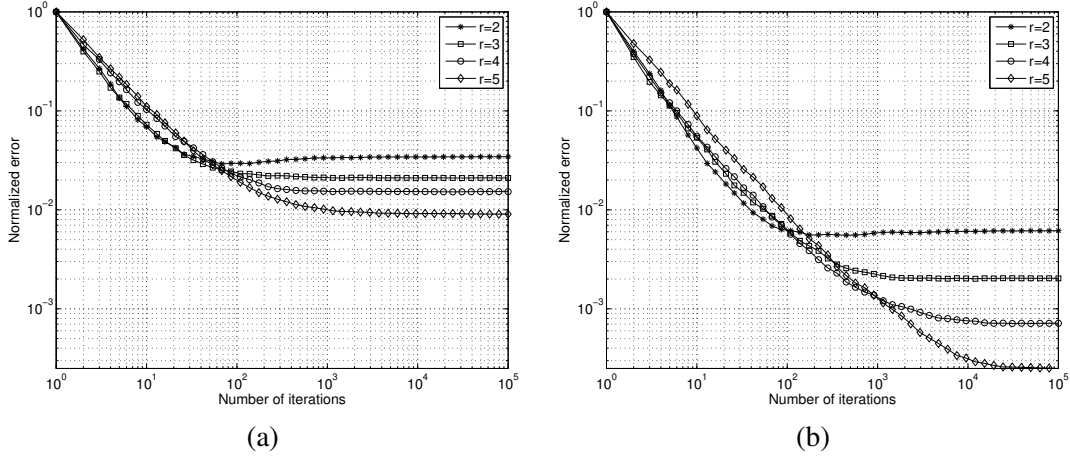 10^0
10^-1
10^-2
10^-3
Normalized error
10^0 10^1 10^2 10^3 10^4 10^5
Number of iterations
r=2
r=3
r=4
r=5
(a)
10^0
10^-1
10^-2
10^-3
Normalized error
10^0 10^1 10^2 10^3 10^4 10^5
Number of iterations
r=2
r=3
r=4
r=5
(b)